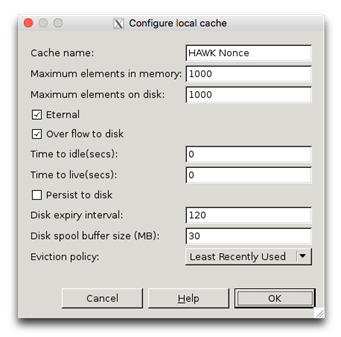 Configure local cache
Cache name: HAWK Nonce
Maximum elements in memory: 1000
Maximum elements on disk: 1000
Eternal
Over flow to disk
Time to idle(secs): 0
Time to live(secs): 0
Persist to disk
Disk expiry interval: 120
Disk spool buffer size (MB): 30
Eviction policy: Least Recently Used
Cancel Help OK